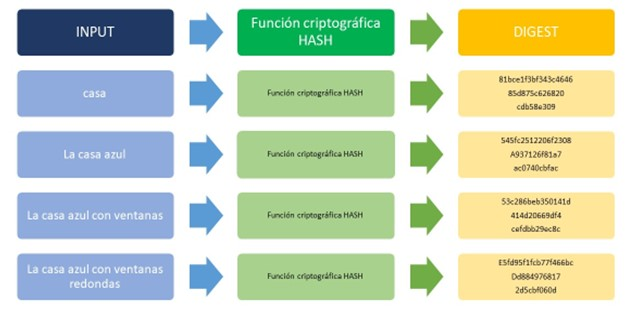 INPUT
Función criptográfica
HASH
DIGEST
casa
Función criptográfica HASH
81bce1f3bf343c4646
85d875c626820
cdb58e309
La casa azul
Función criptográfica HASH
545fc2512206f2308
A937126f81a7
ac0740cbfac
La casa azul con ventanas
Función criptográfica HASH
53c286beb350141d
414d20669df4
cefdbb29ec8c
La casa azul con ventanas
redondas
Función criptográfica HASH
E5fd95f1fcb77f466bc
Dd884976817
2d5cbf060d